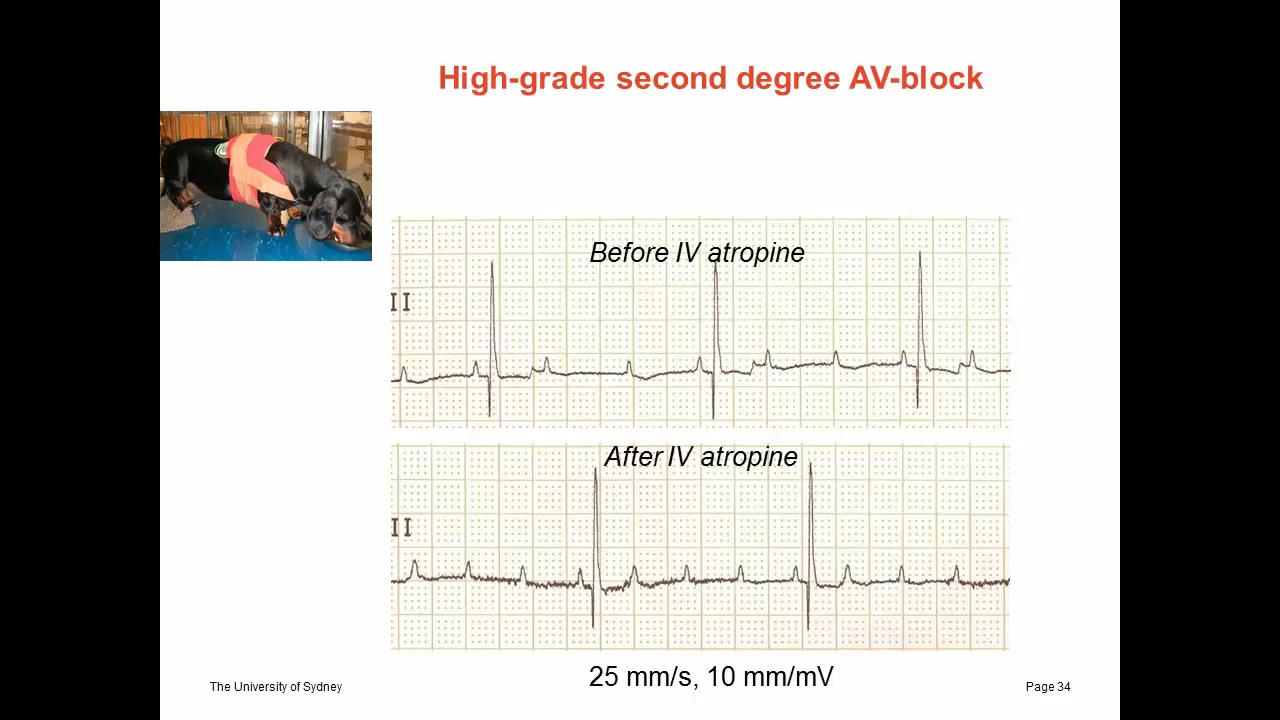 High-grade second degree AV-block
Before IV atropine
II
After IV atropine
II
25 mm/s, 10 mm/mV
The University of Sydney
Page 34